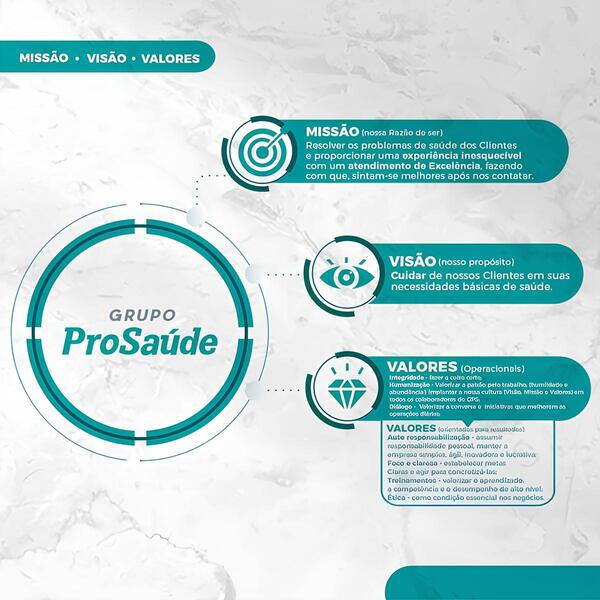 MISSÃO • VISÃO • VALORES
MISSÃO (nossa Razão de ser)
Resolver os problemas de saúde dos Clientes
e proporcionar uma experiência inesquecível
com um atendimento de Excelência, fazendo
com que, sintam-se melhores após nos contatar.
VISÃO (nosso propósito)
Cuidar de nossos Clientes em suas
necessidades básicas de saúde.
GRUPO
ProSaúde
VALORES (Operacionais)
Integridade - fazer a coisa certa.
Humanização - Valorizar a paixão pelo trabalho, (humildade e
abundância) implantar a nossa cultura (Visão, Missão e Valores) em
todos os colaboradores do GPS.
Diálogo - Valorizar a conversa e iniciativas que melhorem as
operações diárias.
VALORES (orientados para resultados)
Auto responsabilização - assumir
responsabilidade pessoal, manter a
empresa simples, ágil, inovadora e lucrativa;
Foco e clareza - estabelecer metas
Claras e agir para concretizá-las;
Treinamentos - valorizar o aprendizado,
a competência e o desempenho de alto nível;
Ética - como condição essencial nos negócios.